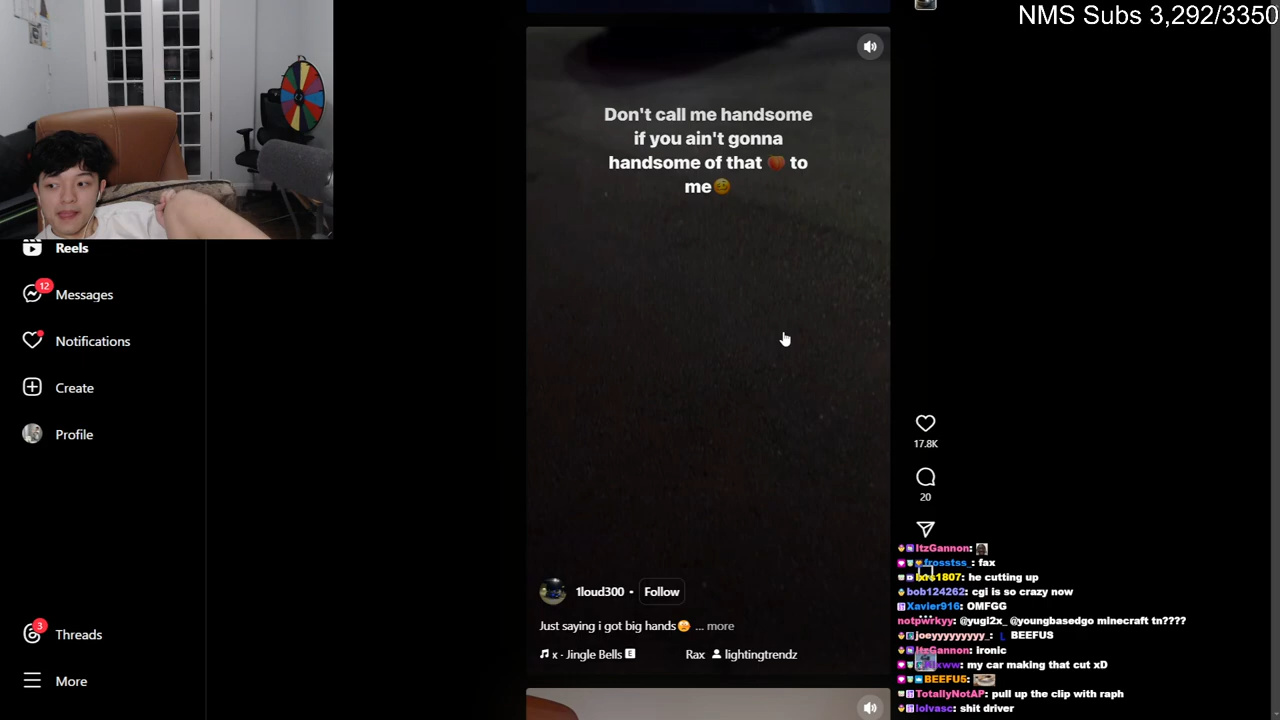 NMS Subs 3,292/3350
Don't call me handsome
if you ain't gonna
handsome of that 🍑 to
me🥴
Reels
12
Messages
Notifications
Create
Profile
3
Threads
More
17.8K
20
1loud300 • Follow
Just saying i got big hands😩 ... more
x · Jingle Bells E
Rax lightingtrendz
ItzGannon:
frosstss_: fax
1807: he cutting up
bob124262: cgi is so crazy now
Xavier916: OMFGG
notpwrkyy: @yugi2x_ @youngbasedgo minecraft tn????
joeyyyyyyyyy_: BEEFUS
ItzGannon: ironic
ixww: my car making that cut xD
BEEFU5:
TotallyNotAP: pull up the clip with raph
lolvasc: shit driver